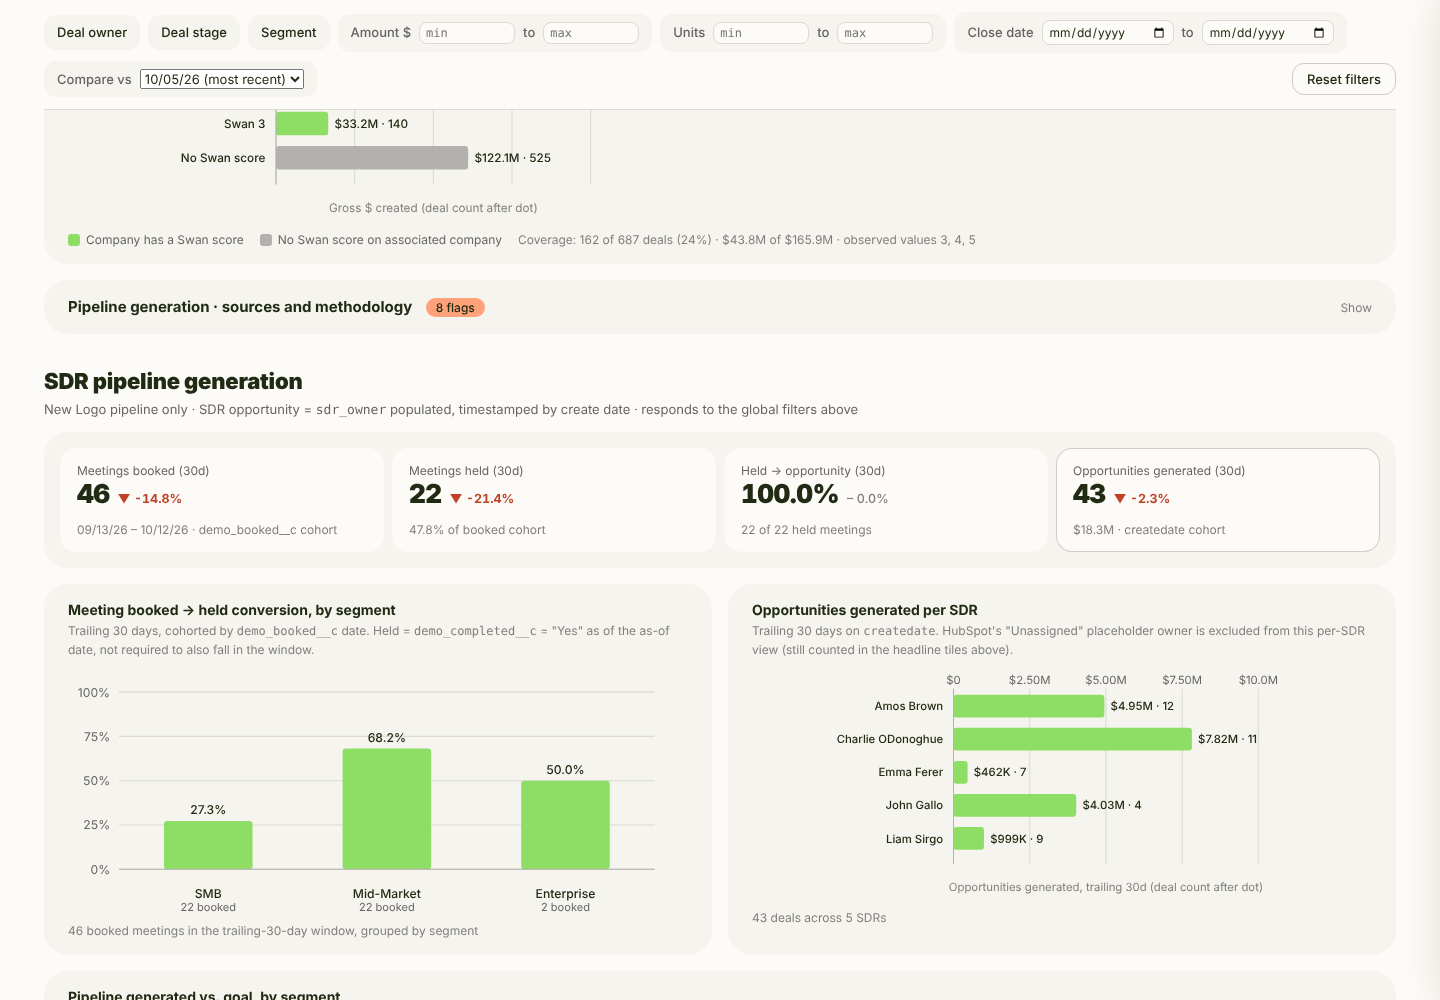 Deal owner Deal stage Segment Amount $ min to max Units min to max Close date mm/dd/yyyy to mm/dd/yyyy
Compare vs 10/05/26 (most recent) Reset filters
Swan 3 $33.2M · 140
No Swan score $122.1M · 525
Gross $ created (deal count after dot)
Company has a Swan score No Swan score on associated company Coverage: 162 of 687 deals (24%) · $43.8M of $165.9M · observed values 3, 4, 5
Pipeline generation · sources and methodology 8 flags Show
SDR pipeline generation
New Logo pipeline only · SDR opportunity = sdr_owner populated, timestamped by create date · responds to the global filters above
Meetings booked (30d)
46 ▼ -14.8%
09/13/26 – 10/12/26 · demo_booked__c cohort
Meetings held (30d)
22 ▼ -21.4%
47.8% of booked cohort
Held → opportunity (30d)
100.0% – 0.0%
22 of 22 held meetings
Opportunities generated (30d)
43 ▼ -2.3%
$18.3M · createdate cohort
Meeting booked → held conversion, by segment
Trailing 30 days, cohorted by demo_booked__c date. Held = demo_completed__c = "Yes" as of the as-of
date, not required to also fall in the window.
100%
75%
50%
25%
0%
68.2%
50.0%
27.3%
SMB Mid-Market Enterprise
22 booked 22 booked 2 booked
46 booked meetings in the trailing-30-day window, grouped by segment
Opportunities generated per SDR
Trailing 30 days on createdate. HubSpot's "Unassigned" placeholder owner is excluded from this per-SDR
view (still counted in the headline tiles above).
$0 $2.50M $5.00M $7.50M $10.0M
Amos Brown $4.95M · 12
Charlie ODonoghue $7.82M · 11
Emma Ferer $462K · 7
John Gallo $4.03M · 4
Liam Sirgo $999K · 9
Opportunities generated, trailing 30d (deal count after dot)
43 deals across 5 SDRs
Pipeline generated vs. goal, by segment